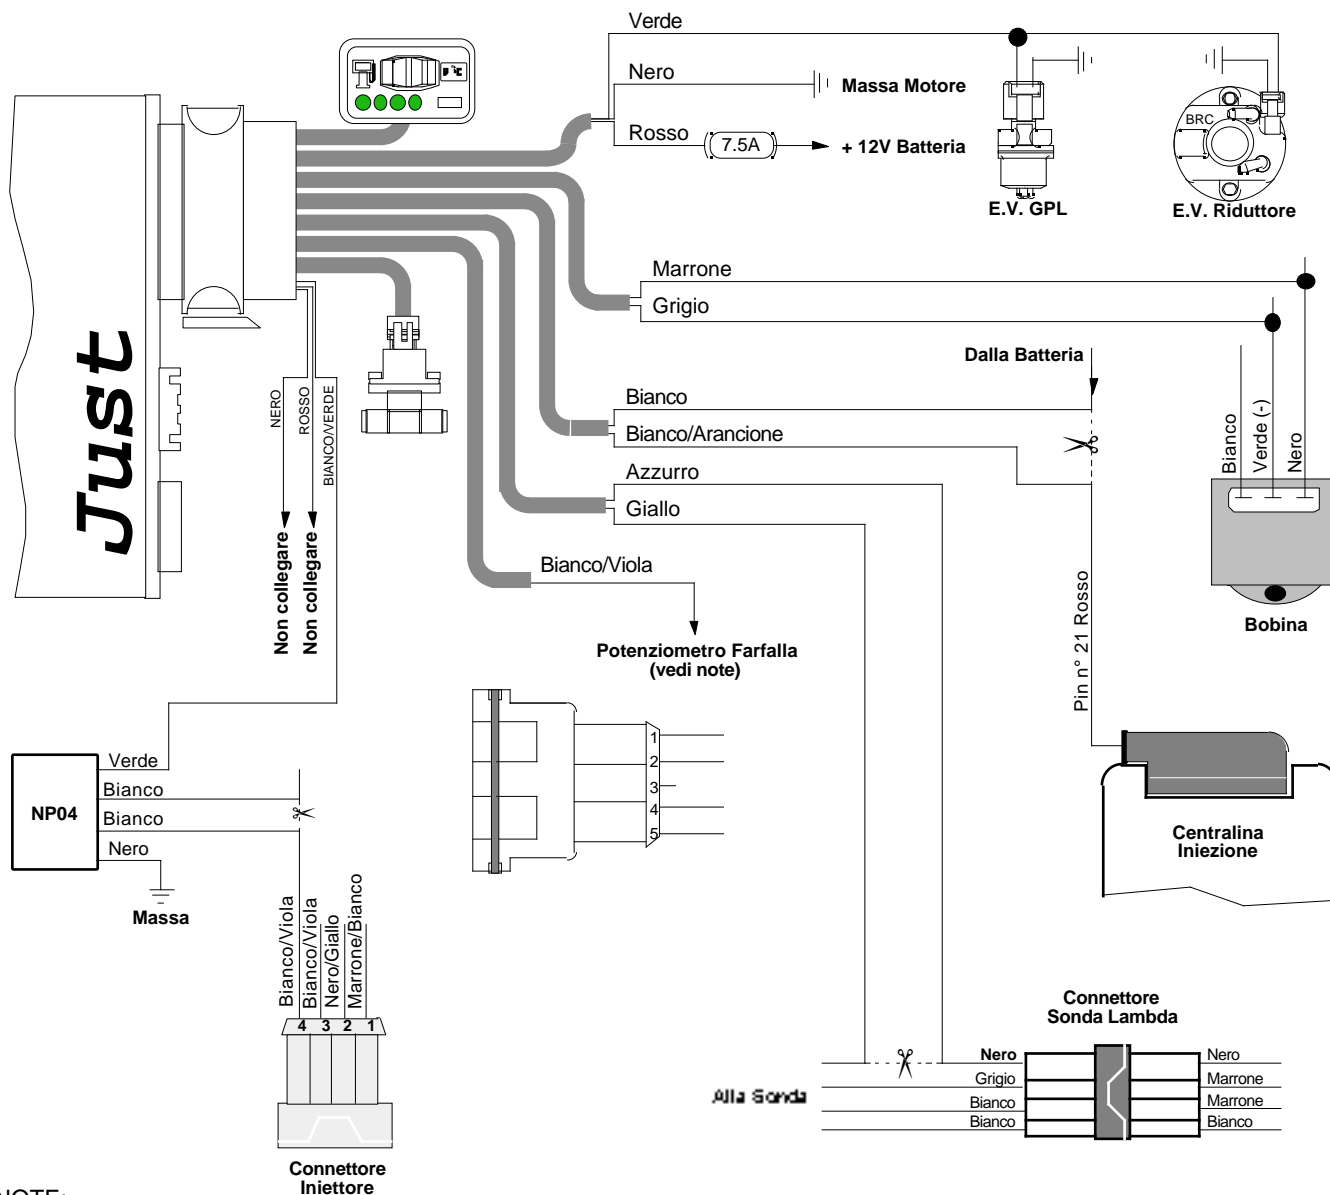 Verde
Nero
Massa Motore
Rosso
7.5A
+ 12V Batteria
BRC
E.V. GPL
E.V. Riduttore
Just
Marrone
Grigio
Dalla Batteria
Bianco
Bianco/Arancione
Azzurro
Giallo
Bianco/Viola
Potenziometro Farfalla
(vedi note)
NERO
ROSSO
BIANCO/VERDE
Non collegare
Non collegare
Bianco
Verde (-)
Nero
Bobina
Pin n° 21 Rosso
Centralina
Iniezione
1
2
3
4
5
NP04
Verde
Bianco
Bianco
Nero
Massa
Bianco/Viola
Bianco/Viola
Nero/Giallo
Marrone/Bianco
4 3 2 1
Connettore
Iniettore
Connettore
Sonda Lambda
Alla Sonda
Nero
Grigio
Bianco
Bianco
Nero
Marrone
Marrone
Bianco